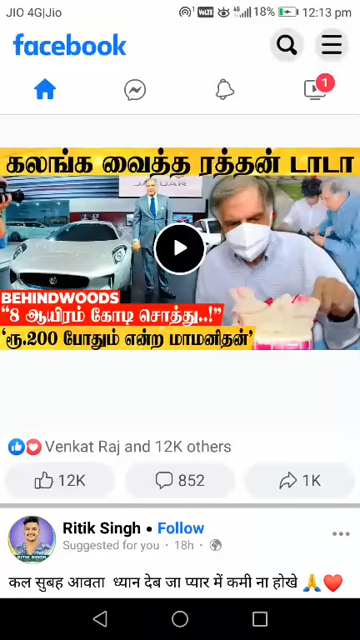 JIO 4G|Jio 18% 12:13 pm
facebook
1
கலங்க வைத்த ரத்தன் டாடா
JAGUAR
BEHINDWOODS
“8 ஆயிரம் கோடி சொத்து..!”
‘ரூ.200 போதும் என்ற மாமனிதன்’
Venkat Raj and 12K others
12K 852 1K
Ritik Singh • Follow
Suggested for you • 18h •
RITIK SINGH
कल सुबह आवता ध्यान देब जा प्यार में कमी ना होखे 🙏❤️